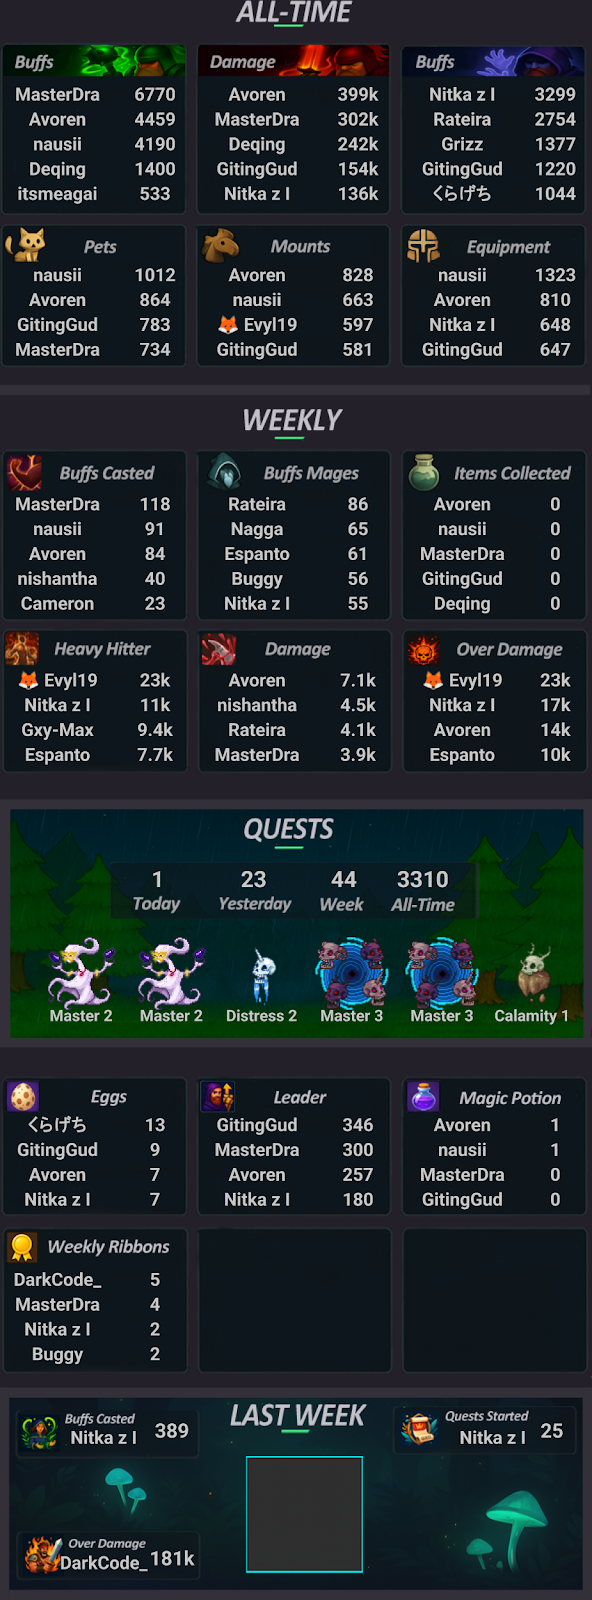 ALL-TIME
Buffs
MasterDra 6770
Avoren 4459
nausii 4190
Deqing 1400
itsmeagai 533
Damage
Avoren 399k
MasterDra 302k
Deqing 242k
GitingGud 154k
Nitka z l 136k
Buffs
Nitka z l 3299
Rateira 2754
Grizz 1377
GitingGud 1220
くらげち 1044
Pets
nausii 1012
Avoren 864
GitingGud 783
MasterDra 734
Mounts
Avoren 828
nausii 663
🦊 Evyl19 597
GitingGud 581
Equipment
nausii 1323
Avoren 810
Nitka z l 648
GitingGud 647
WEEKLY
Buffs Casted
MasterDra 118
nausii 91
Avoren 84
nishantha 40
Cameron 23
Buffs Mages
Rateira 86
Nagga 65
Espanto 61
Buggy 56
Nitka z l 55
Items Collected
Avoren 0
nausii 0
MasterDra 0
GitingGud 0
Deqing 0
Heavy Hitter
🦊 Evyl19 23k
Nitka z l 11k
Gxy-Max 9.4k
Espanto 7.7k
Damage
Avoren 7.1k
nishantha 4.5k
Rateira 4.1k
MasterDra 3.9k
Over Damage
🦊 Evyl19 23k
Nitka z l 17k
Avoren 14k
Espanto 10k
QUESTS
1 23 44 3310
Today Yesterday Week All-Time
Master 2 Master 2 Distress 2 Master 3 Master 3 Calamity 1
Eggs
くらげち 13
GitingGud 9
Avoren 7
Nitka z l 7
Leader
GitingGud 346
MasterDra 300
Avoren 257
Nitka z l 180
Magic Potion
Avoren 1
nausii 1
MasterDra 0
GitingGud 0
Weekly Ribbons
DarkCode_ 5
MasterDra 4
Nitka z l 2
Buggy 2
LAST WEEK
Buffs Casted
Nitka z l 389
Quests Started
Nitka z l 25
Over Damage
DarkCode_ 181k